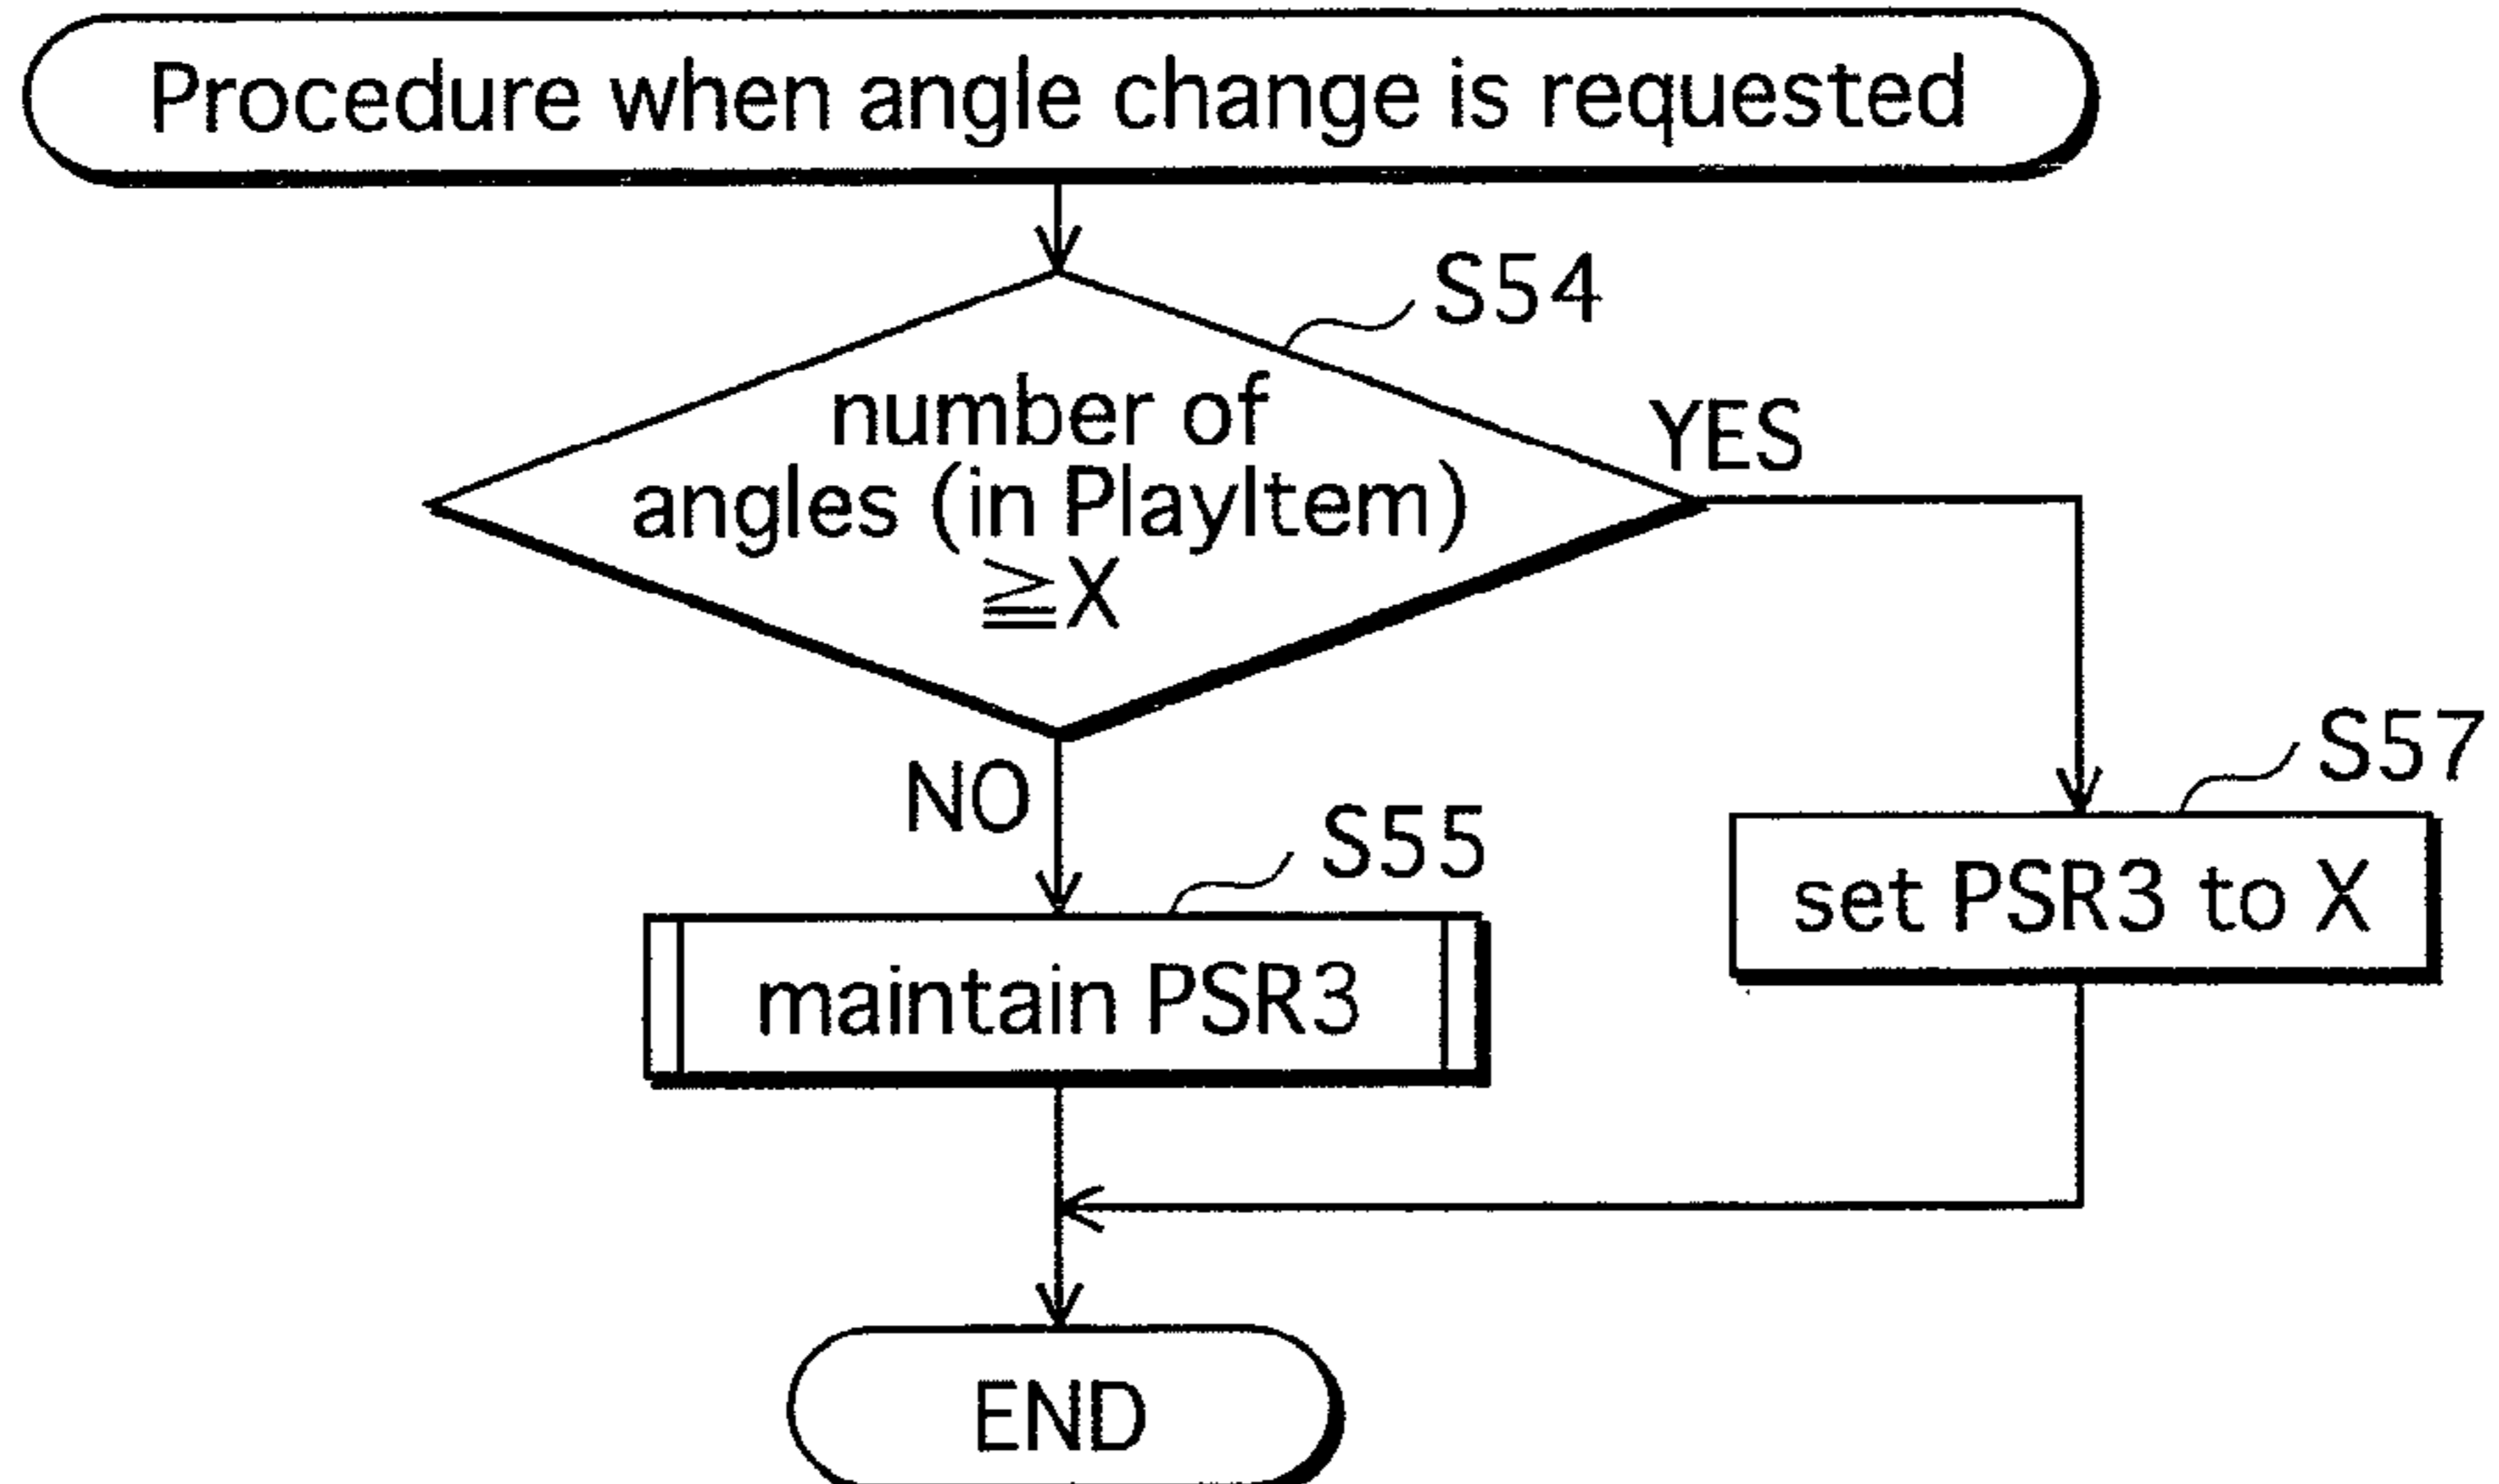 Procedure when angle change is requested
S54
number of
angles (in PlayItem)
≧X
YES
NO
S57
S55
set PSR3 to X
maintain PSR3
END